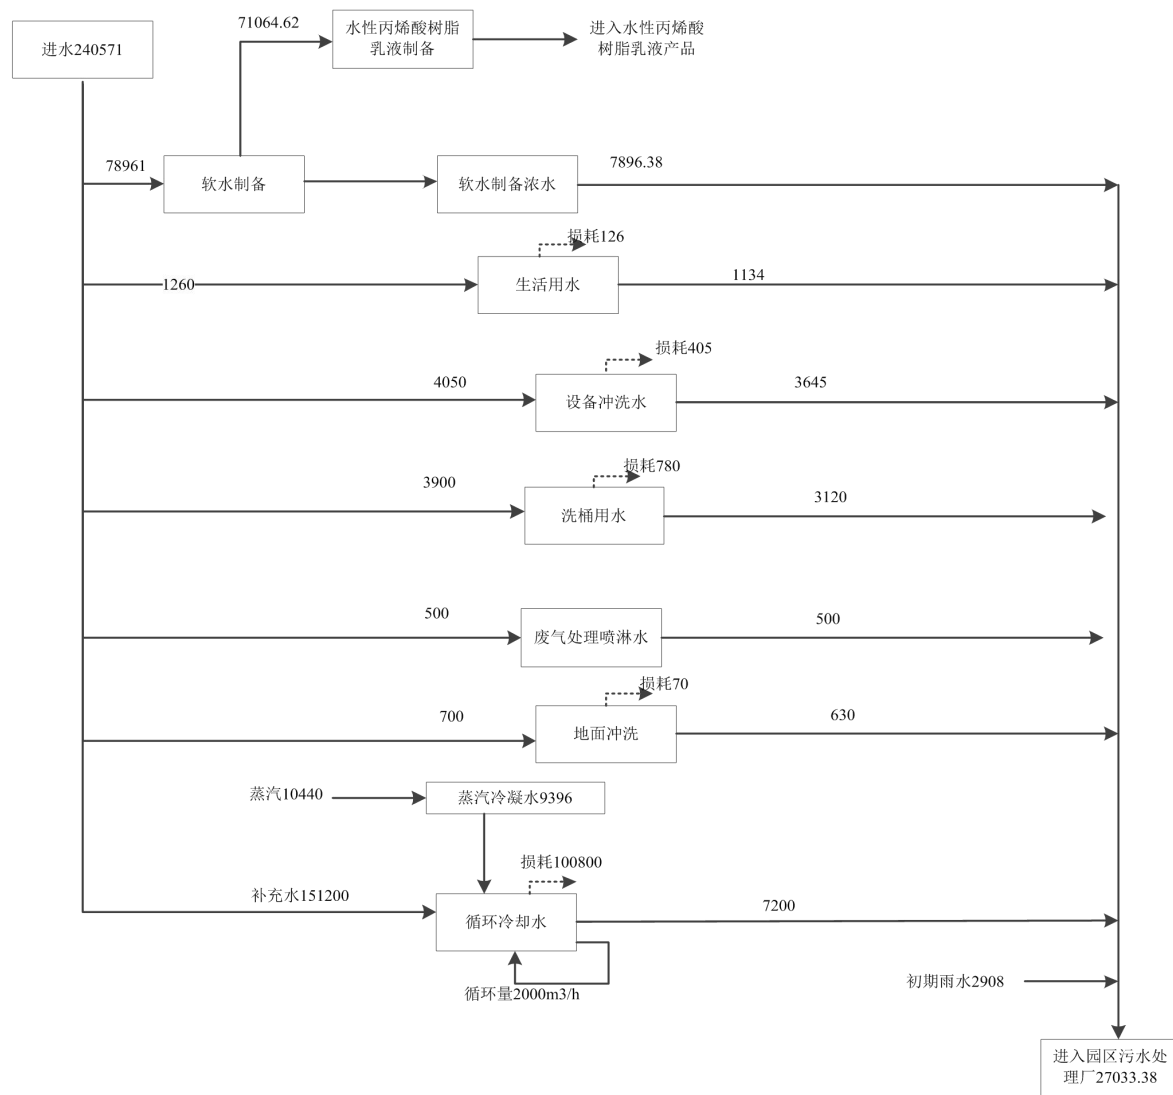 71064.62
水性丙烯酸树脂
乳液制备
进入水性丙烯酸
树脂乳液产品
进水240571
78961
软水制备
软水制备浓水
7896.38
损耗126
1260
生活用水
1134
损耗405
4050
设备冲洗水
3645
损耗780
3900
洗桶用水
3120
500
废气处理喷淋水
500
损耗70
700
地面冲洗
630
蒸汽10440
蒸汽冷凝水9396
损耗100800
补充水151200
循环冷却水
7200
循环量2000m3/h
初期雨水2908
进入园区污水处
理厂27033.38